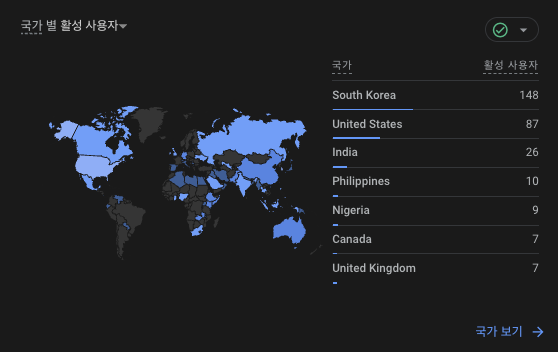 국가 별 활성 사용자
국가 활성 사용자
South Korea 148
United States 87
India 26
Philippines 10
Nigeria 9
Canada 7
United Kingdom 7
국가 보기